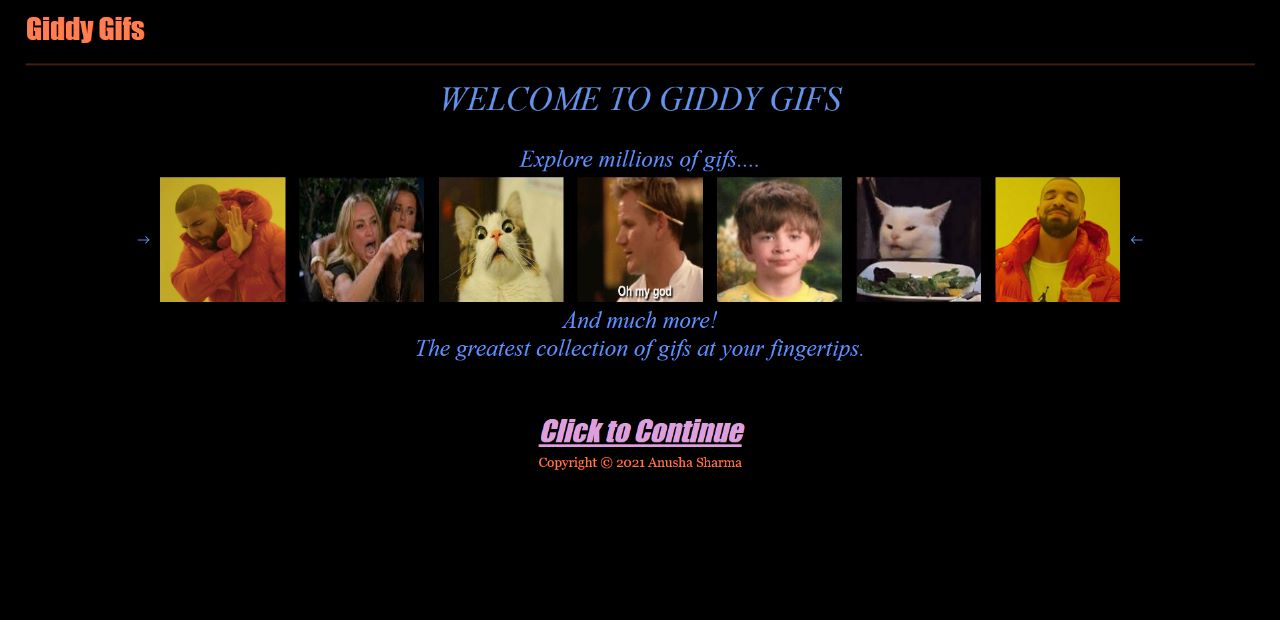 Giddy Gifs
WELCOME TO GIDDY GIFS
Explore millions of gifs....
→ ←
Oh my god
And much more!
The greatest collection of gifs at your fingertips.
Click to Continue
Copyright © 2021 Anusha Sharma